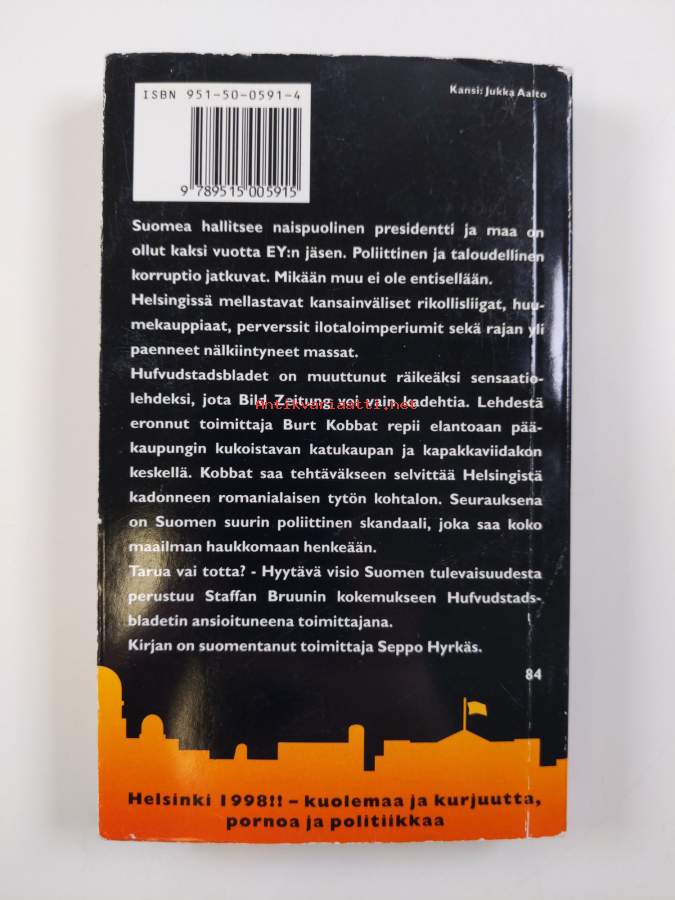 ISBN 951-50-0591-4
Kansi: Jukka Aalto
9 789515 005915
Suomea hallitsee naispuolinen presidentti ja maa on
ollut kaksi vuotta EY:n jäsen. Poliittinen ja taloudellinen
korruptio jatkuvat. Mikään muu ei ole entisellään.
Helsingissä mellastavat kansainväliset rikollisliigat, huu-
mekauppiaat, perverssit ilotaloimperiumit sekä rajan yli
paenneet nälkiintyneet massat.
Hufvudstadsbladet on muuttunut räikeäksi sensaatio-
lehdeksi, jota Bild Zeitung voi vain kadehtia. Lehdestä
Antikvariaatti.net
eronnut toimittaja Burt Kobbat repii elantoaan pää-
kaupungin kukoistavan katukaupan ja kapakkaviidakon
keskellä. Kobbat saa tehtäväkseen selvittää Helsingistä
kadonneen romanialaisen tytön kohtalon. Seurauksena
on Suomen suurin poliittinen skandaali, joka saa koko
maailman haukkomaan henkeään.
Tarua vai totta? - Hyytävä visio Suomen tulevaisuudesta
perustuu Staffan Bruunin kokemukseen Hufvudstads-
bladetin ansioituneena toimittajana.
Kirjan on suomentanut toimittaja Seppo Hyrkäs.
84
Helsinki 1998!! – kuolemaa ja kurjuutta,
pornoa ja politiikkaa